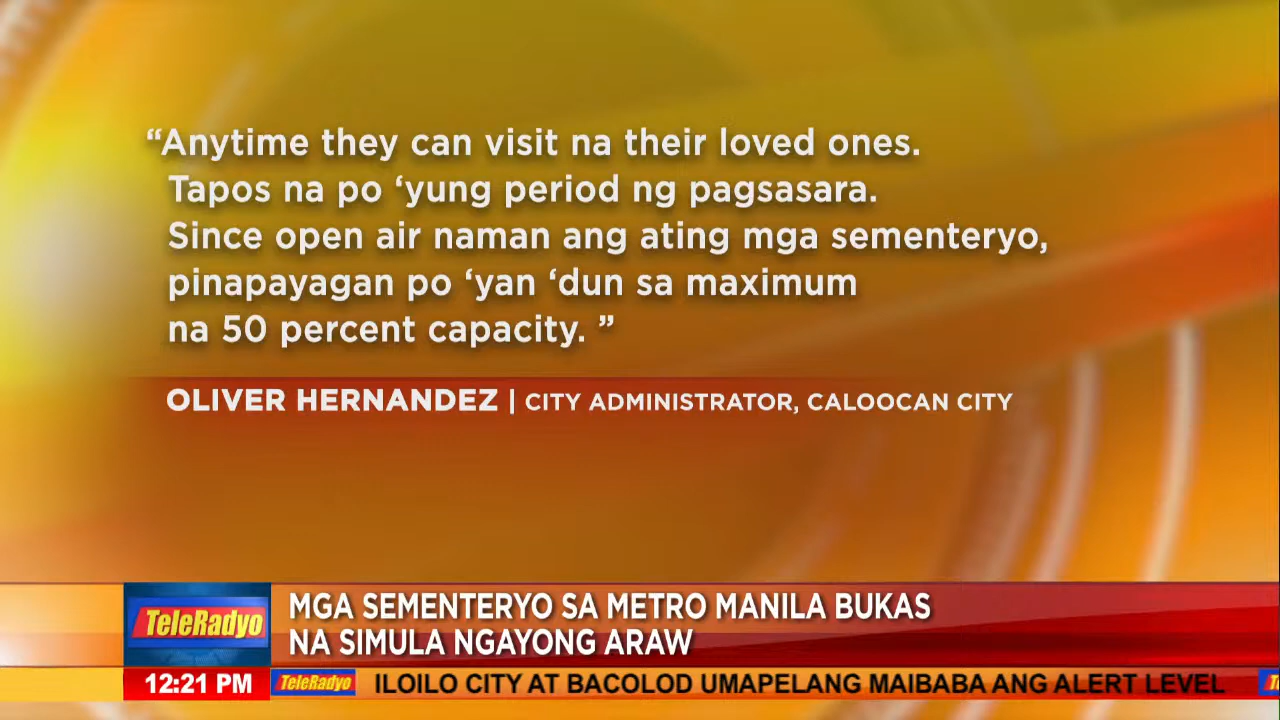 “Anytime they can visit na their loved ones.
Tapos na po ‘yung period ng pagsasara.
Since open air naman ang ating mga sementeryo,
pinapayagan po ‘yan ‘dun sa maximum
na 50 percent capacity. ”
OLIVER HERNANDEZ | CITY ADMINISTRATOR, CALOOCAN CITY
TeleRadyo
MGA SEMENTERYO SA METRO MANILA BUKAS
NA SIMULA NGAYONG ARAW
12:21 PM TeleRadyo ILOILO CITY AT BACOLOD UMAPELANG MAIBABA ANG ALERT LEVEL